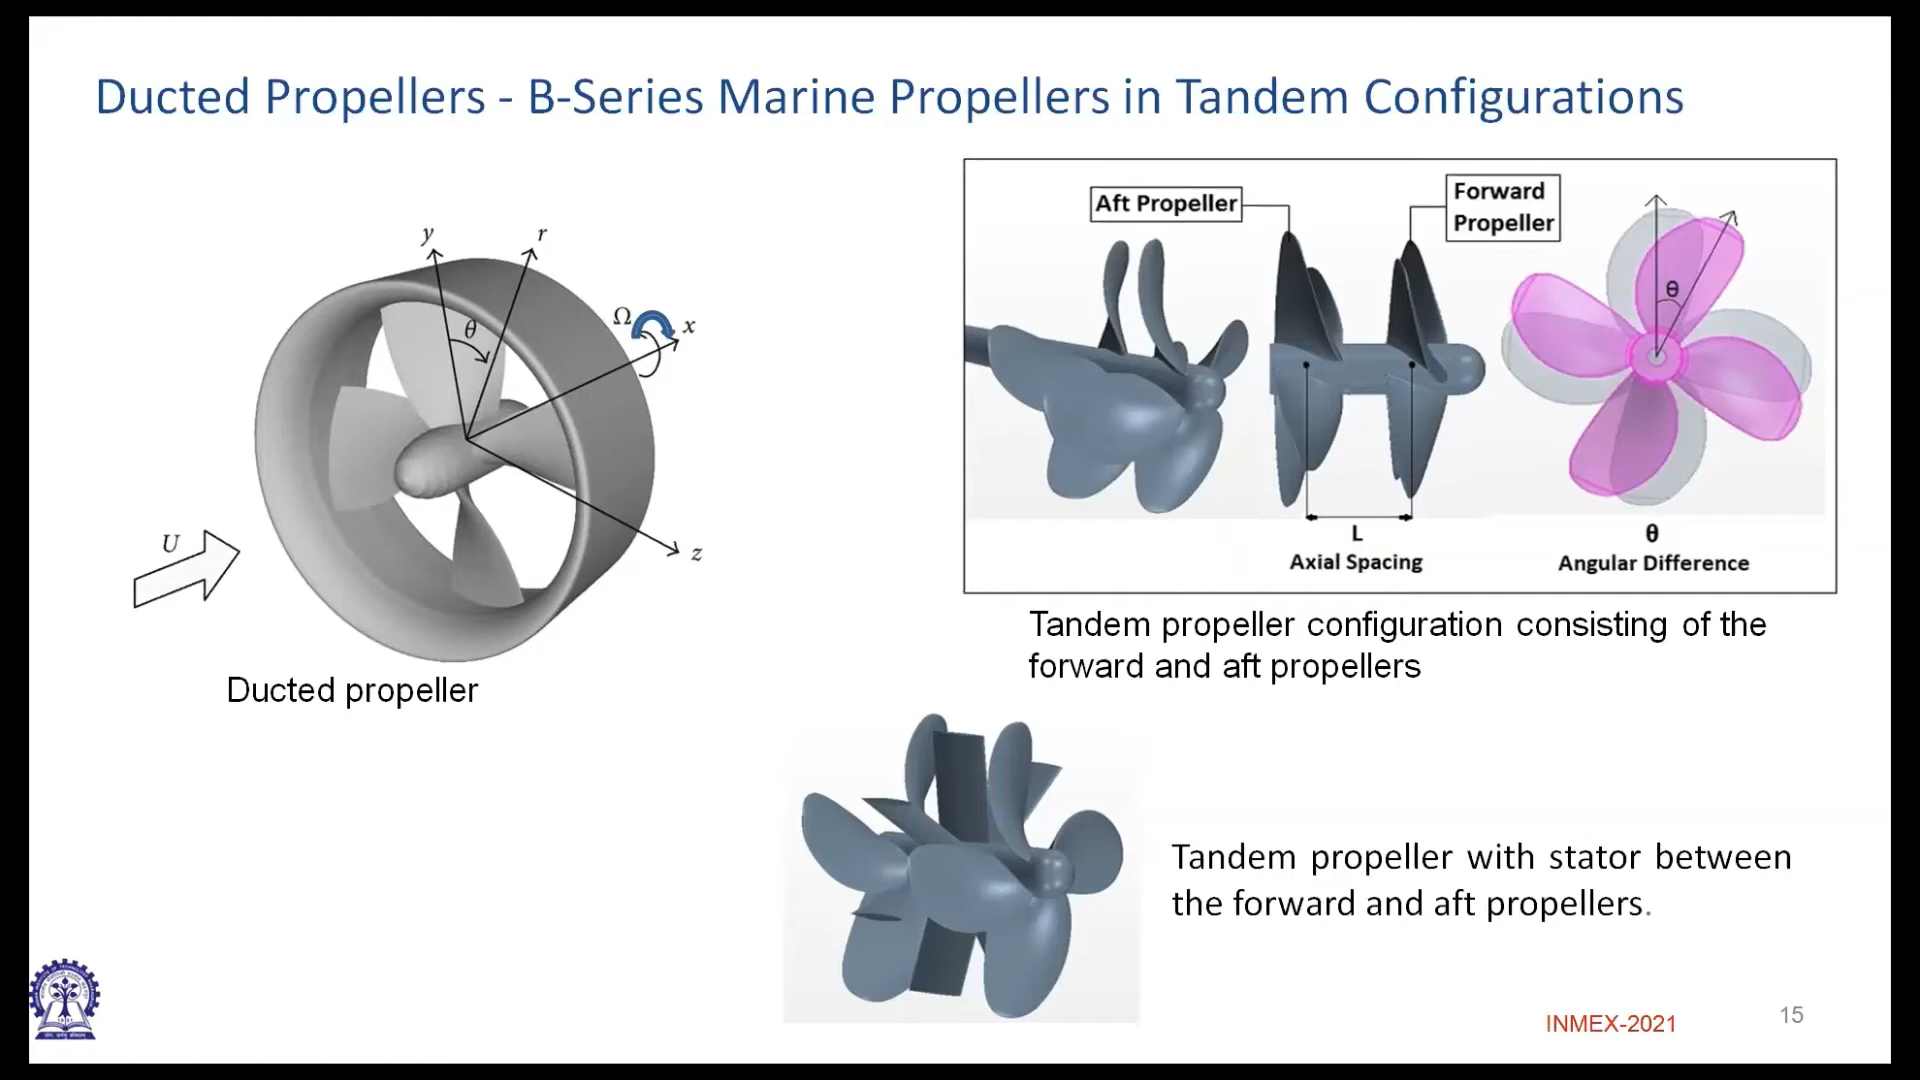 Ducted Propellers - B-Series Marine Propellers in Tandem Configurations
y
r
Ω
x
θ
U
z
Ducted propeller
Aft Propeller
Forward
Propeller
θ
L
Axial Spacing
θ
Angular Difference
Tandem propeller configuration consisting of the
forward and aft propellers
Tandem propeller with stator between
the forward and aft propellers.
INMEX-2021
15